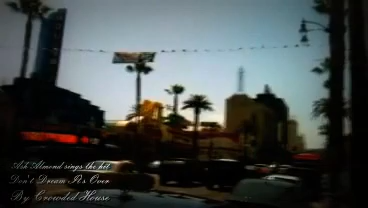 Ash Almond sings the hit
Don't Dream It's Over
By Crowded House